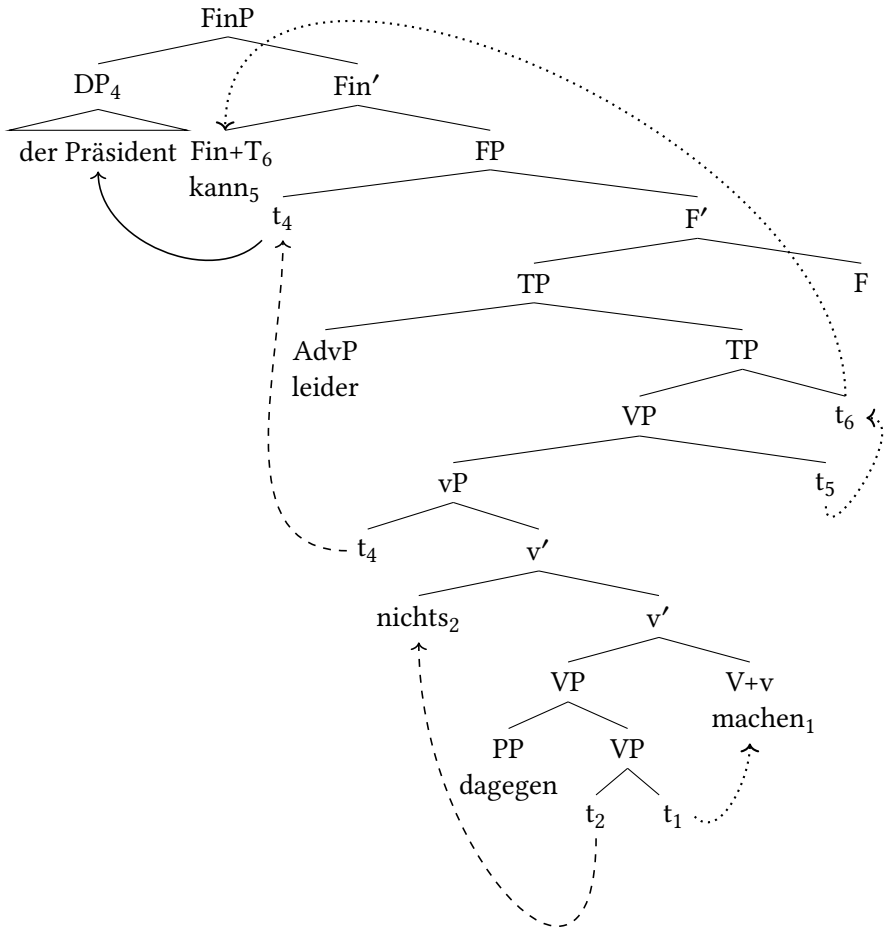 FinP
DP₄ Fin′
der Präsident Fin+T₆ FP
kann₅
t₄ F′
TP F
AdvP TP
leider
VP t₆
vP t₅
t₄ v′
nichts₂ v′
VP V+v
machen₁
PP VP
dagegen
t₂ t₁